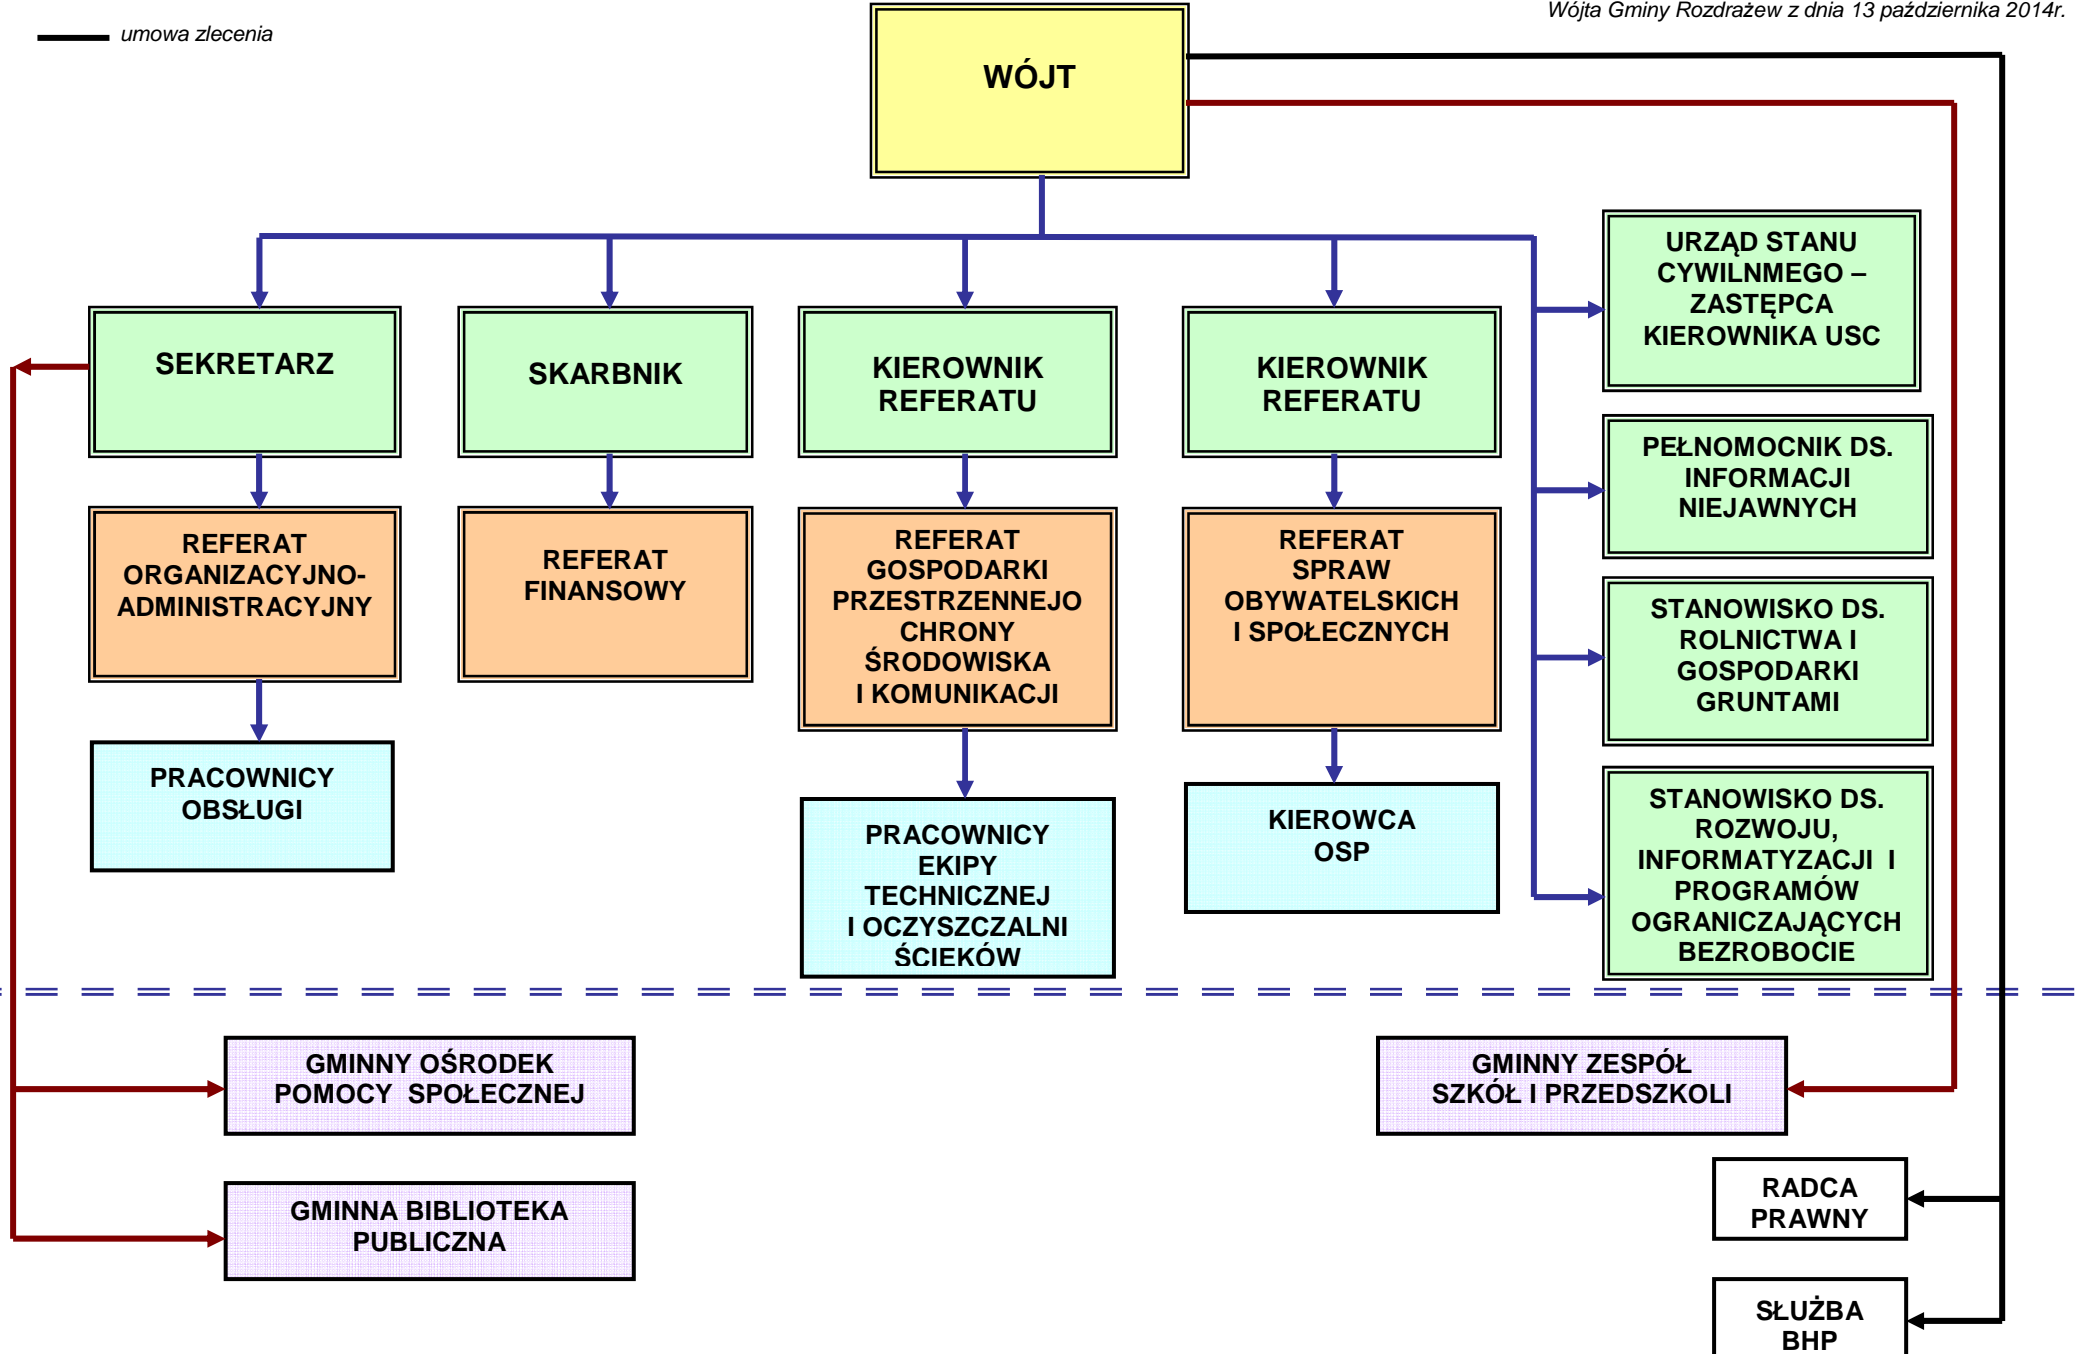 Wójta Gminy Rozdrażew z dnia 13 października 2014r.
umowa zlecenia
WÓJT
SEKRETARZ
SKARBNIK
KIEROWNIK
REFERATU
KIEROWNIK
REFERATU
URZĄD STANU
CYWILNMEGO –
ZASTĘPCA
KIEROWNIKA USC
PEŁNOMOCNIK DS.
INFORMACJI
NIEJAWNYCH
STANOWISKO DS.
ROLNICTWA I
GOSPODARKI
GRUNTAMI
STANOWISKO DS.
ROZWOJU,
INFORMATYZACJI I
PROGRAMÓW
OGRANICZAJĄCYCH
BEZROBOCIE
REFERAT
ORGANIZACYJNO-
ADMINISTRACYJNY
REFERAT
FINANSOWY
REFERAT
GOSPODARKI
PRZESTRZENNEJO
CHRONY
ŚRODOWISKA
I KOMUNIKACJI
REFERAT
SPRAW
OBYWATELSKICH
I SPOŁECZNYCH
PRACOWNICY
OBSŁUGI
PRACOWNICY
EKIPY
TECHNICZNEJ
I OCZYSZCZALNI
ŚCIEKÓW
KIEROWCA
OSP
GMINNY OŚRODEK
POMOCY SPOŁECZNEJ
GMINNY ZESPÓŁ
SZKÓŁ I PRZEDSZKOLI
GMINNA BIBLIOTEKA
PUBLICZNA
RADCA
PRAWNY
SŁUŻBA
BHP